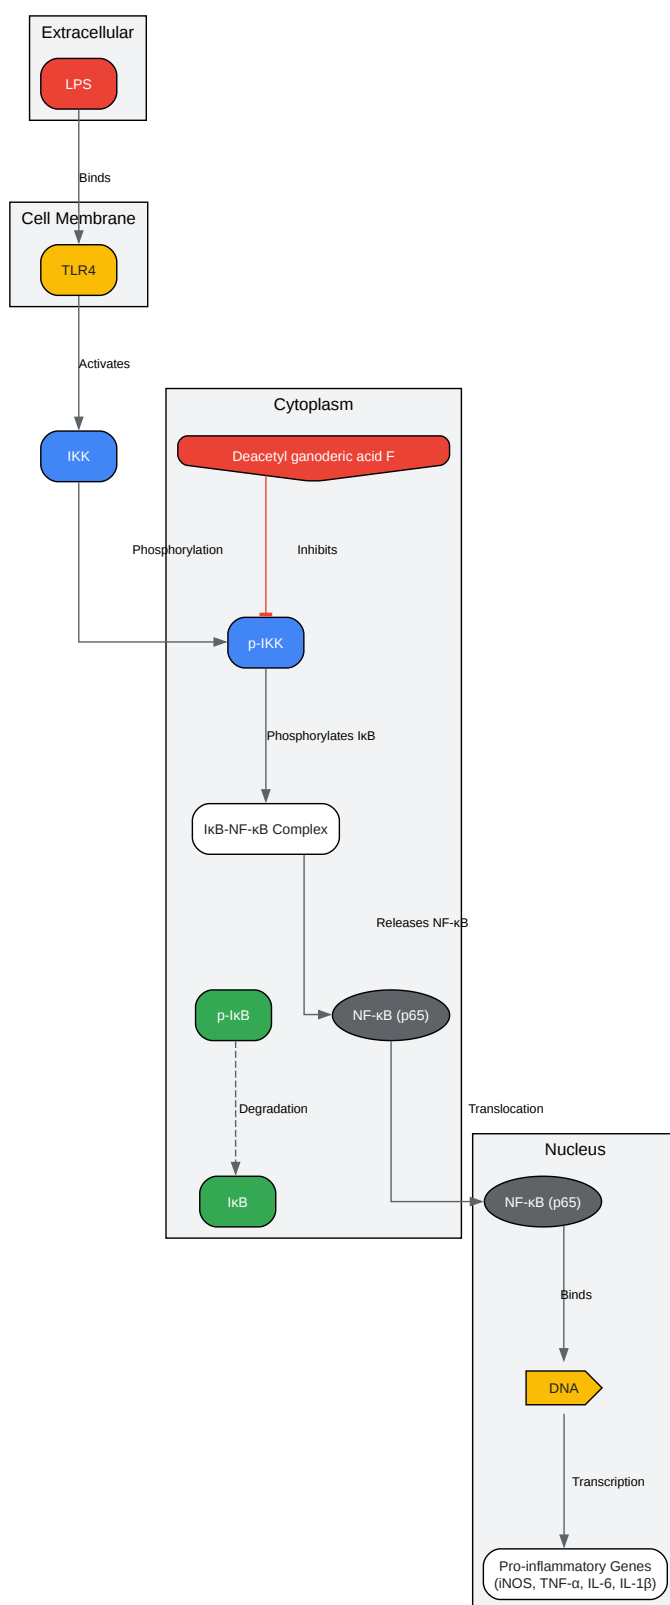 Extracellular
LPS
Binds
Cell Membrane
TLR4
Activates
Cytoplasm
IKK
Deacetyl ganoderic acid F
Phosphorylation
Inhibits
p-IKK
Phosphorylates IκB
IκB-NF-κB Complex
Releases NF-κB
p-IκB
NF-κB (p65)
Degradation
Translocation
Nucleus
IκB
NF-κB (p65)
Binds
DNA
Transcription
Pro-inflammatory Genes
(iNOS, TNF-α, IL-6, IL-1β)